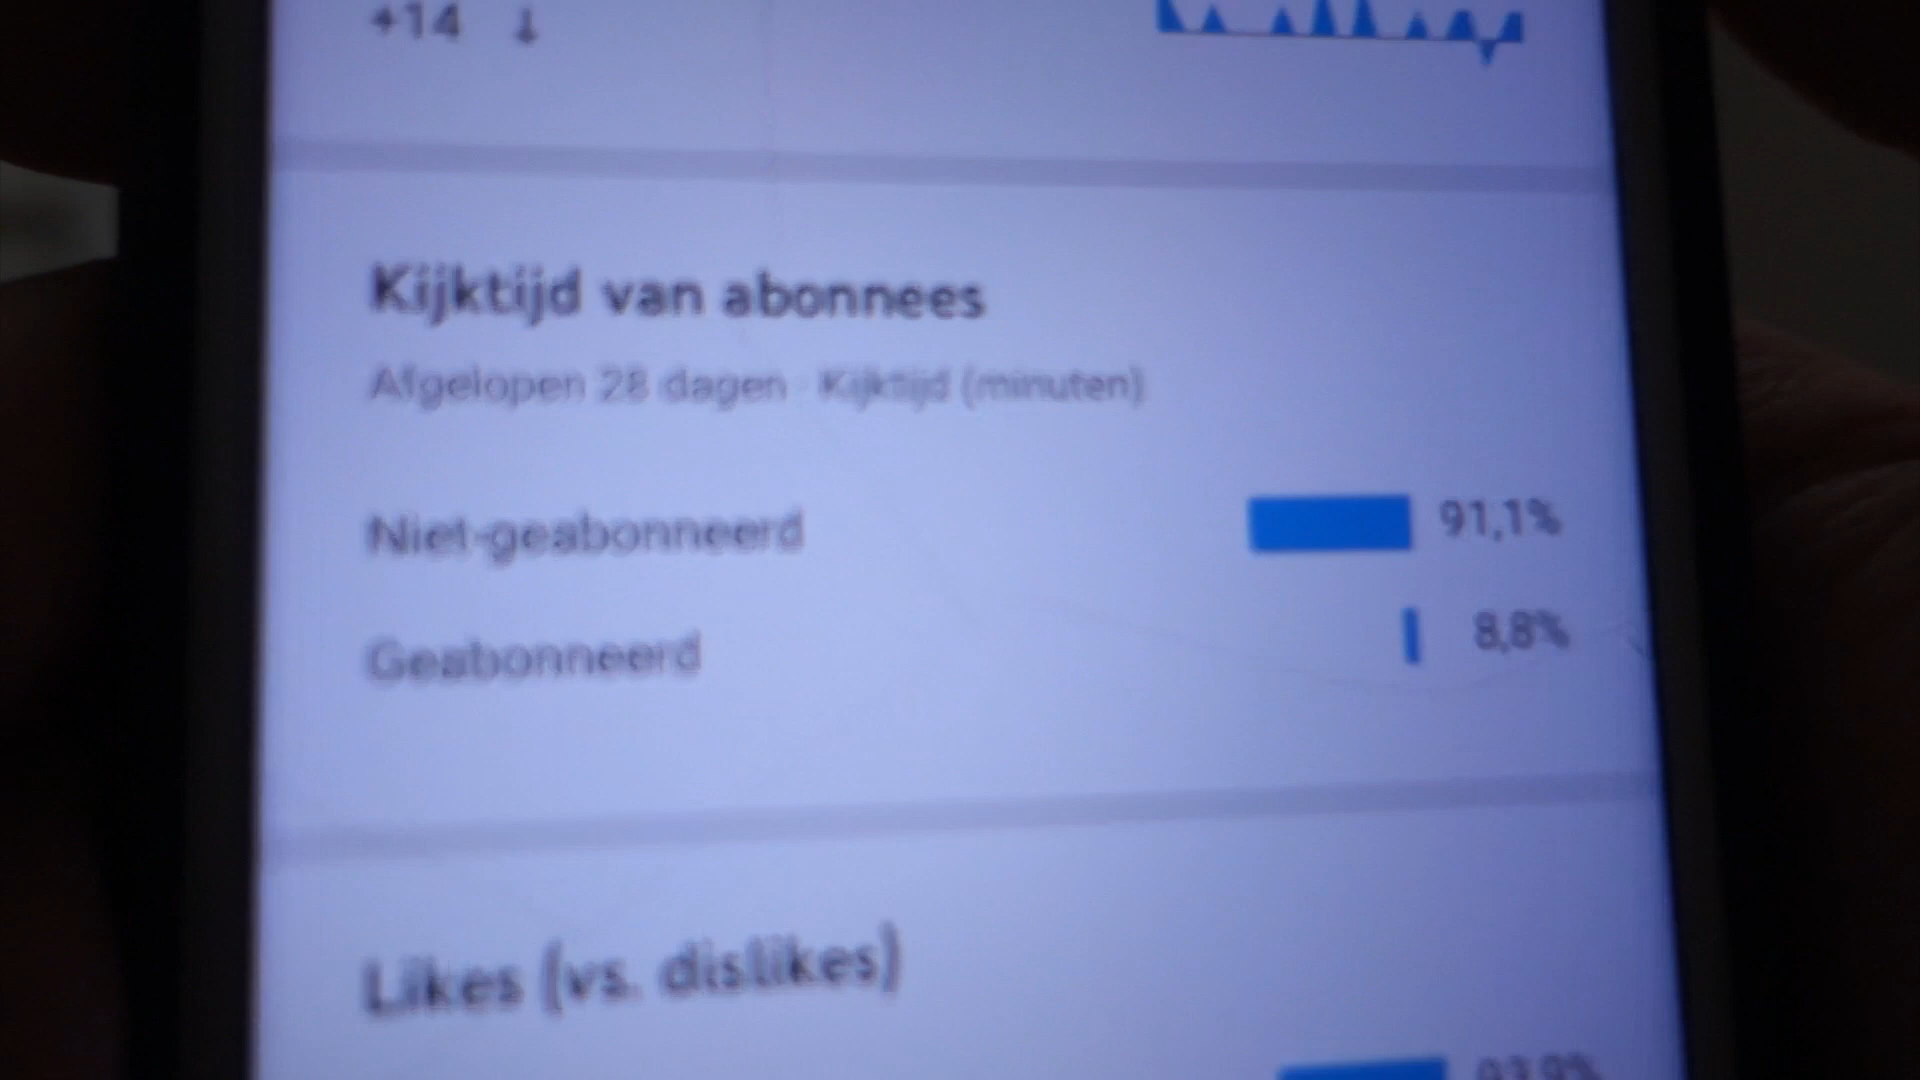 +14 ↓
Kijktijd van abonnees
Afgelopen 28 dagen · Kijktijd (minuten)
Niet-geabonneerd 91,1%
Geabonneerd 8,8%
Likes (vs. dislikes)